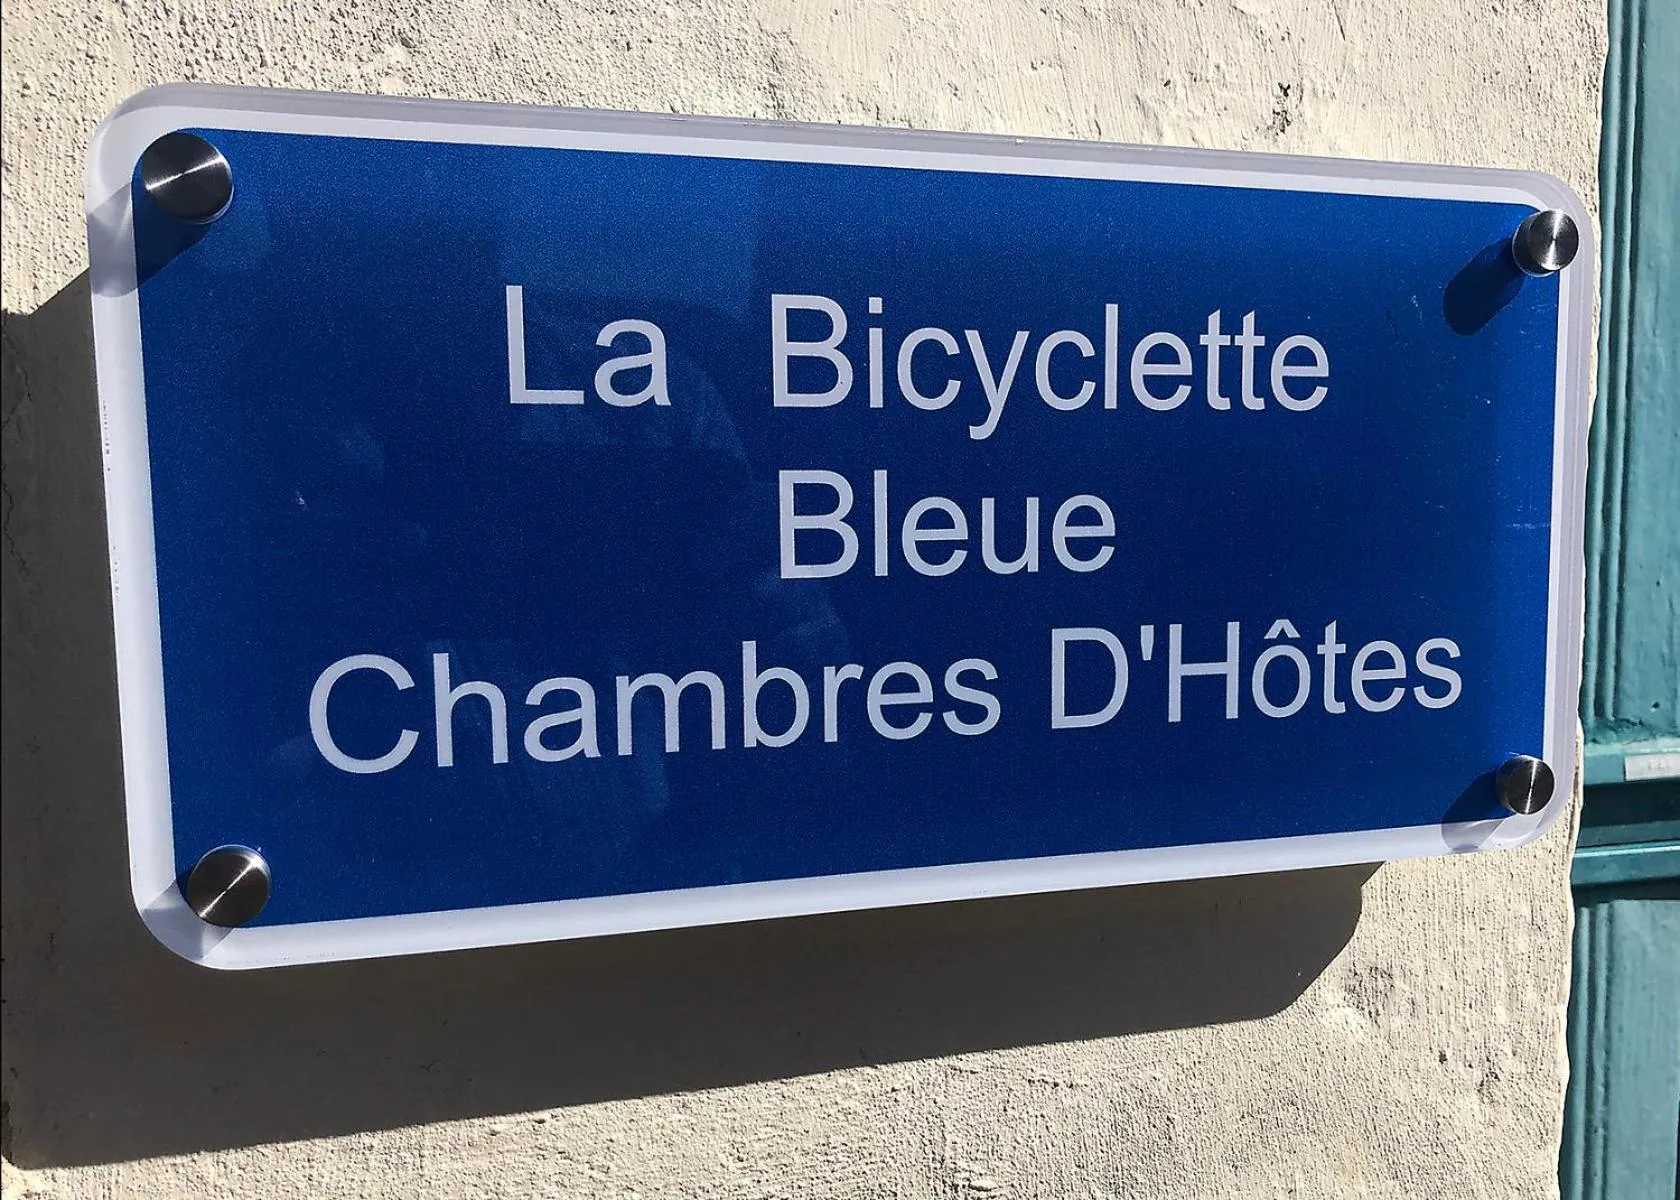 La Bicyclette
Bleue
Chambres D'Hôtes